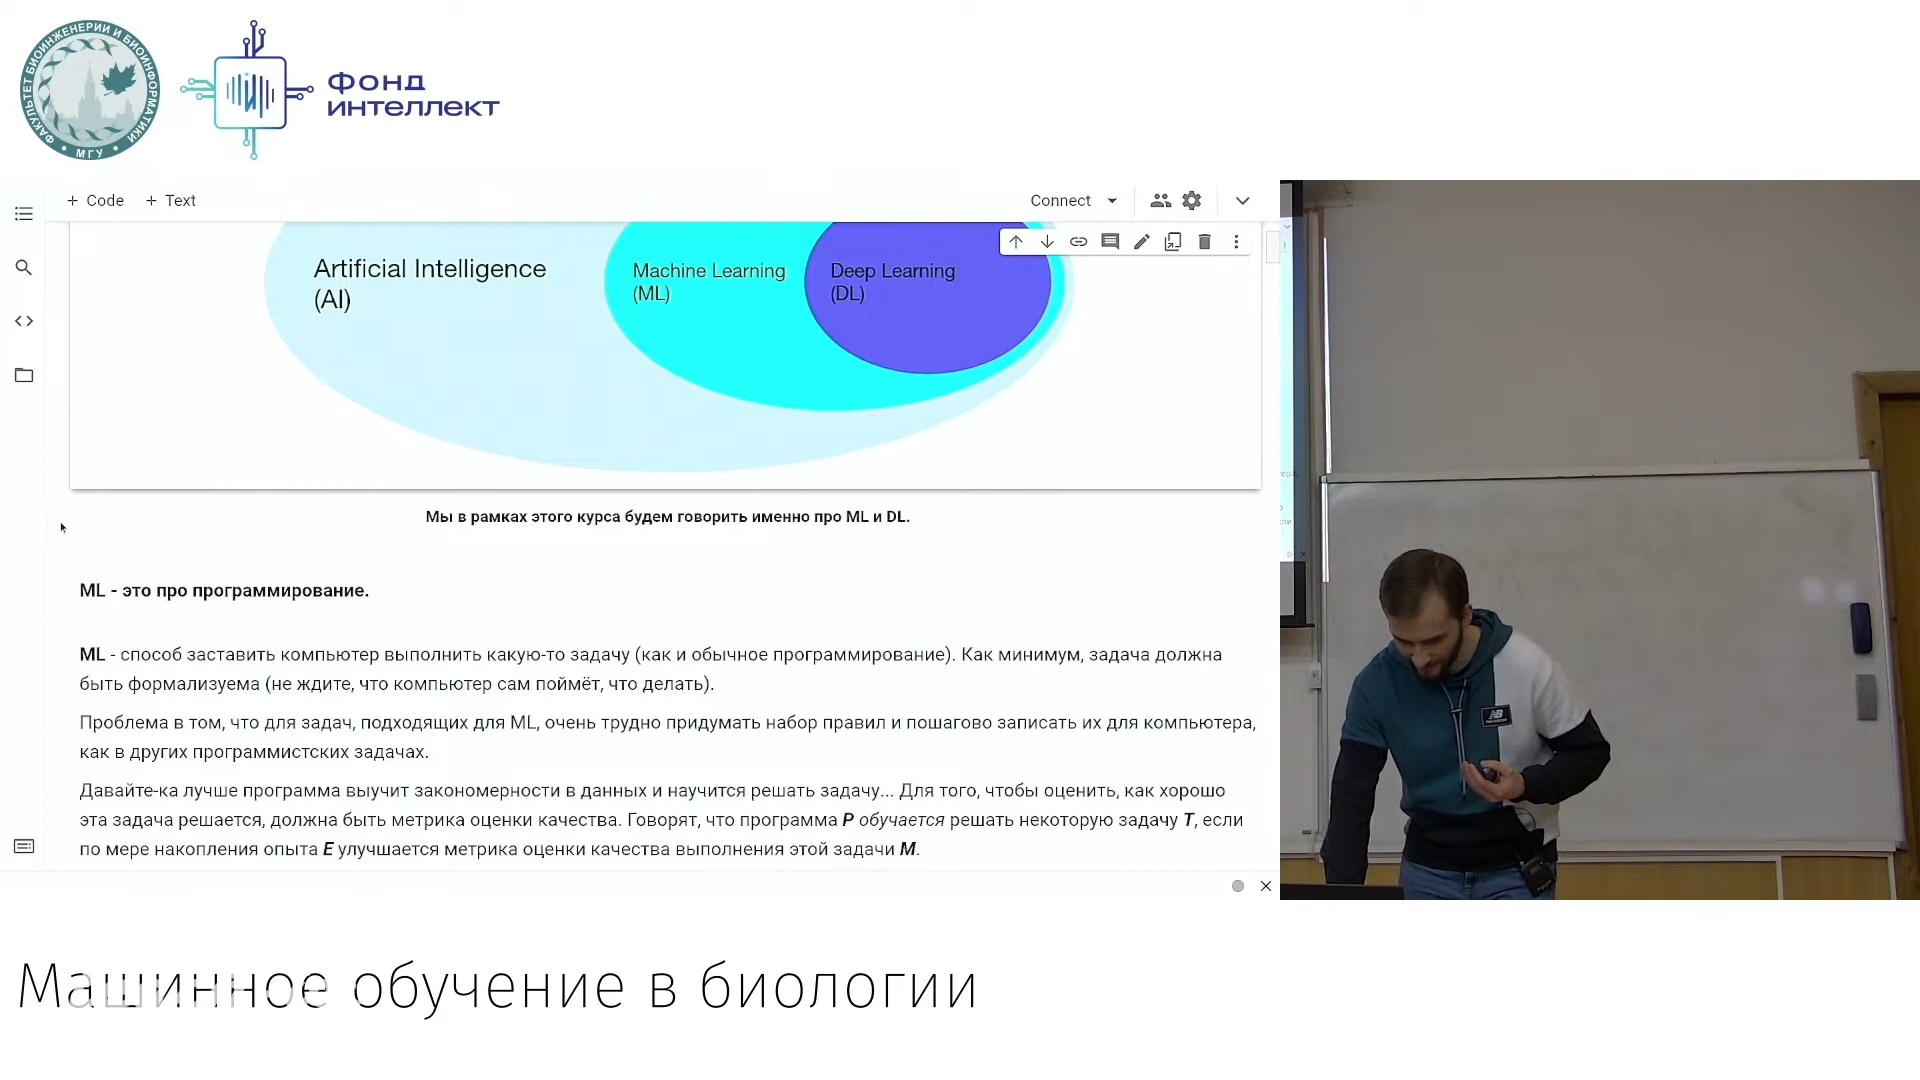 ФАКУЛЬТЕТ БИОИНЖЕНЕРИИ И БИОИНФОРМАТИКИ
МГУ
ФОНД
ИНТЕЛЛЕКТ
+ Code + Text
Connect
Artificial Intelligence
(AI)
Machine Learning
(ML)
Deep Learning
(DL)
Мы в рамках этого курса будем говорить именно про ML и DL.
ML - это про программирование.
ML - способ заставить компьютер выполнить какую-то задачу (как и обычное программирование). Как минимум, задача должна
быть формализуема (не ждите, что компьютер сам поймёт, что делать).
Проблема в том, что для задач, подходящих для ML, очень трудно придумать набор правил и пошагово записать их для компьютера,
как в других программистских задачах.
Давайте-ка лучше программа выучит закономерности в данных и научится решать задачу... Для того, чтобы оценить, как хорошо
эта задача решается, должна быть метрика оценки качества. Говорят, что программа P обучается решать некоторую задачу T, если
по мере накопления опыта E улучшается метрика оценки качества выполнения этой задачи M.
NB
Машинное обучение в биологии